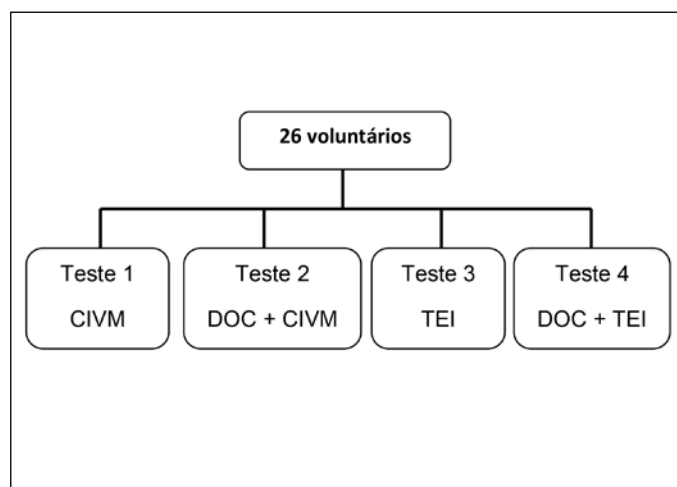 26 voluntários
Teste 1
CIVM
Teste 2
DOC + CIVM
Teste 3
TEI
Teste 4
DOC + TEI